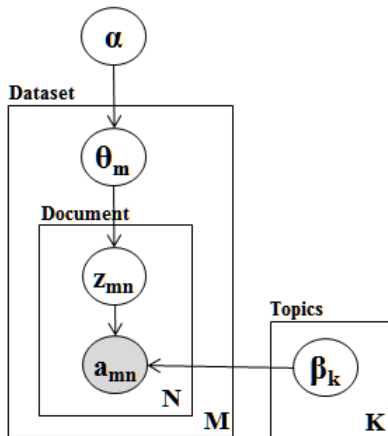 α
Dataset
θm
Document
zmn
Topics
amn
βk
N
M
K